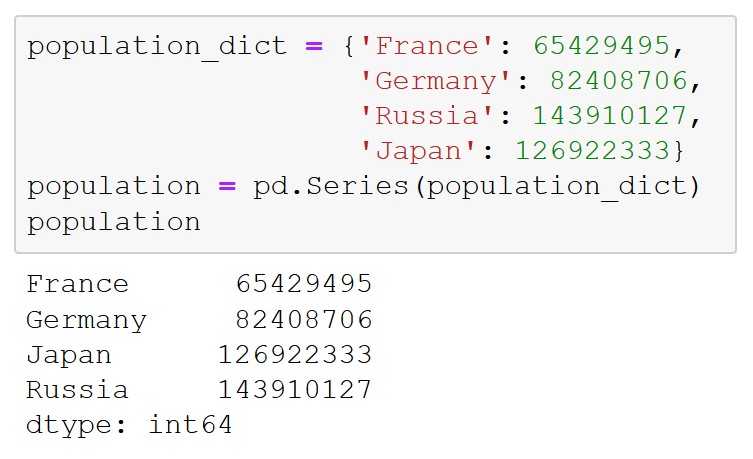 population_dict = {'France': 65429495,
                   'Germany': 82408706,
                   'Russia': 143910127,
                   'Japan': 126922333}
population = pd.Series(population_dict)
population
France      65429495
Germany     82408706
Japan      126922333
Russia     143910127
dtype: int64